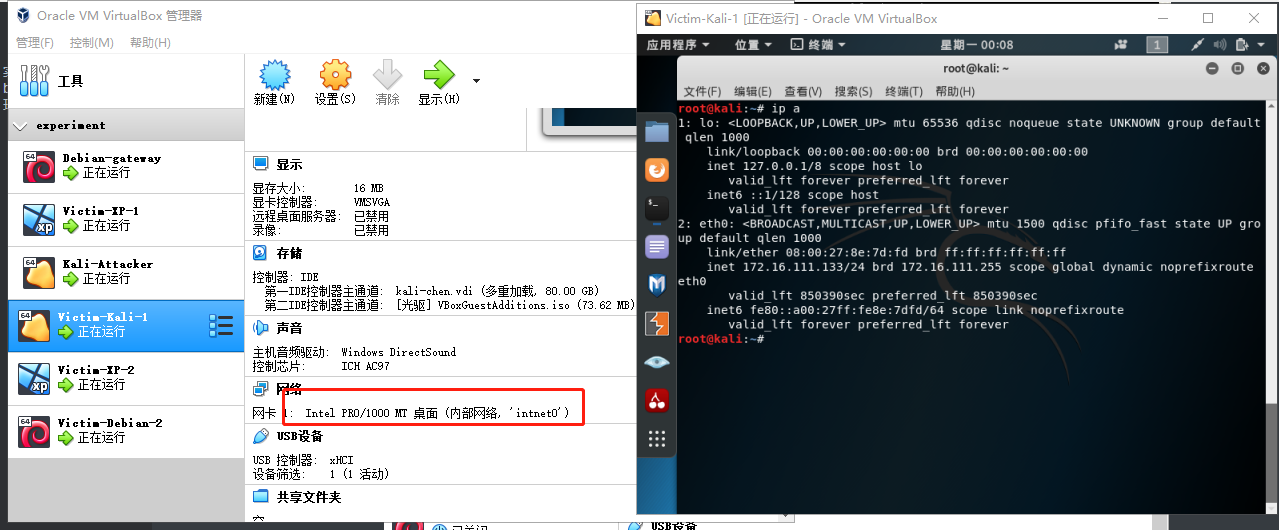 Oracle VM VirtualBox 管理器
管理(F) 控制(M) 帮助(H)
工具
experiment
Debian-gateway
正在运行
Victim-XP-1
正在运行
Kali-Attacker
正在运行
Victim-Kali-1
正在运行
Victim-XP-2
正在运行
Victim-Debian-2
正在运行
新建(N) 设置(S) 清除 显示(H)
显示
显存大小: 16 MB
显卡控制器: VMSVGA
远程桌面服务器: 已禁用
录像: 已禁用
存储
控制器: IDE
第一IDE控制器主通道: kali-chen.vdi (多重加载, 80.00 GB)
第二IDE控制器主通道: [光驱] VBoxGuestAdditions.iso (73.62 MB)
声音
主机音频驱动: Windows DirectSound
控制芯片: ICH AC97
网络
网卡 1: Intel PRO/1000 MT 桌面 (内部网络, 'intnet0')
USB设备
USB 控制器: xHCI
设备筛选: 1 (1 活动)
共享文件夹
Victim-Kali-1 [正在运行] - Oracle VM VirtualBox
应用程序 位置 终端 星期一 00:08 1
root@kali: ~
文件(F) 编辑(E) 查看(V) 搜索(S) 终端(T) 帮助(H)
root@kali:~# ip a
1: lo: <LOOPBACK,UP,LOWER_UP> mtu 65536 qdisc noqueue state UNKNOWN group default
qlen 1000
link/loopback 00:00:00:00:00:00 brd 00:00:00:00:00:00
inet 127.0.0.1/8 scope host lo
valid_lft forever preferred_lft forever
inet6 ::1/128 scope host
valid_lft forever preferred_lft forever
2: eth0: <BROADCAST,MULTICAST,UP,LOWER_UP> mtu 1500 qdisc pfifo_fast state UP gro
up default qlen 1000
link/ether 08:00:27:8e:7d:fd brd ff:ff:ff:ff:ff:ff
inet 172.16.111.133/24 brd 172.16.111.255 scope global dynamic noprefixroute
eth0
valid_lft 850390sec preferred_lft 850390sec
inet6 fe80::a00:27ff:fe8e:7dfd/64 scope link noprefixroute
valid_lft forever preferred_lft forever
root@kali:~#
USB设备